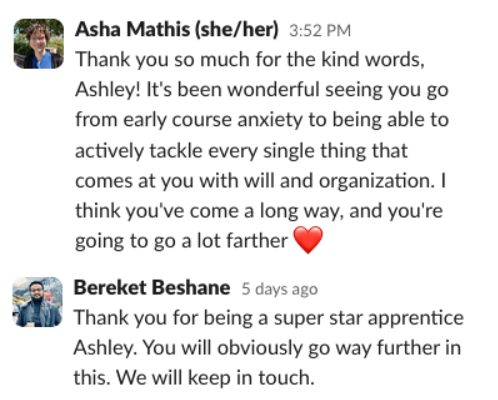 Asha Mathis (she/her) 3:52 PM
Thank you so much for the kind words,
Ashley! It's been wonderful seeing you go
from early course anxiety to being able to
actively tackle every single thing that
comes at you with will and organization. I
think you've come a long way, and you're
going to go a lot farther ❤️
Bereket Beshane 5 days ago
Thank you for being a super star apprentice
Ashley. You will obviously go way further in
this. We will keep in touch.